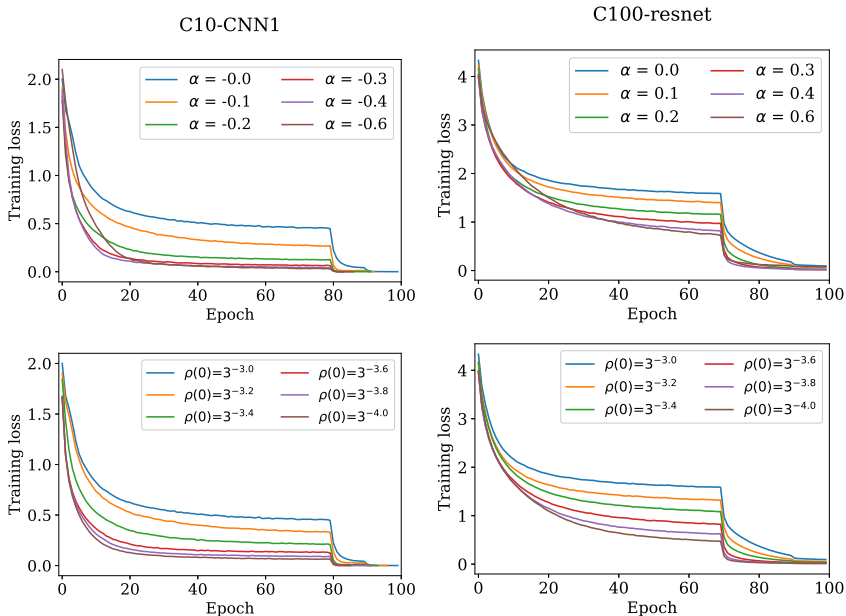 C10-CNN1
C100-resnet
Training loss
2.0
1.5
1.0
0.5
0.0
α = -0.0
α = -0.1
α = -0.2
α = -0.3
α = -0.4
α = -0.6
0 20 40 60 80 100
Epoch
Training loss
4
3
2
1
0
α = 0.0
α = 0.1
α = 0.2
α = 0.3
α = 0.4
α = 0.6
0 20 40 60 80 100
Epoch
Training loss
2.0
1.5
1.0
0.5
0.0
ρ(0)=3⁻³·⁰
ρ(0)=3⁻³·²
ρ(0)=3⁻³·⁴
ρ(0)=3⁻³·⁶
ρ(0)=3⁻³·⁸
ρ(0)=3⁻⁴·⁰
0 20 40 60 80 100
Epoch
Training loss
4
3
2
1
0
ρ(0)=3⁻³·⁰
ρ(0)=3⁻³·²
ρ(0)=3⁻³·⁴
ρ(0)=3⁻³·⁶
ρ(0)=3⁻³·⁸
ρ(0)=3⁻⁴·⁰
0 20 40 60 80 100
Epoch